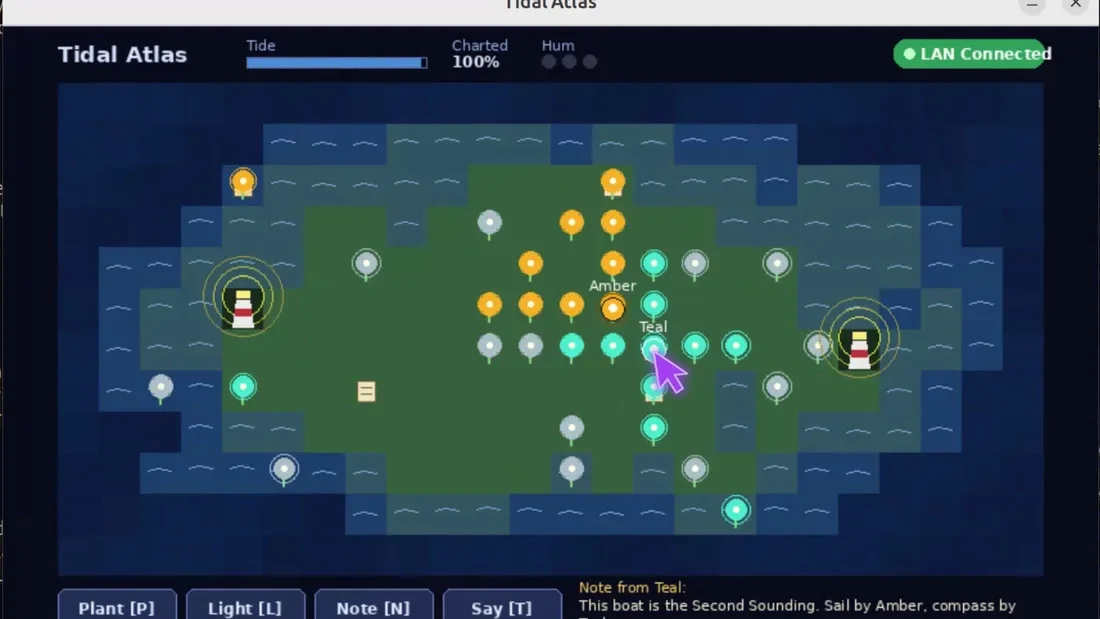 Tidal Atlas
Tidal Atlas
Tide
Charted
100%
Hum
LAN Connected
Amber
Teal
Plant [P]
Light [L]
Note [N]
Say [T]
Note from Teal:
This boat is the Second Sounding. Sail by Amber, compass by